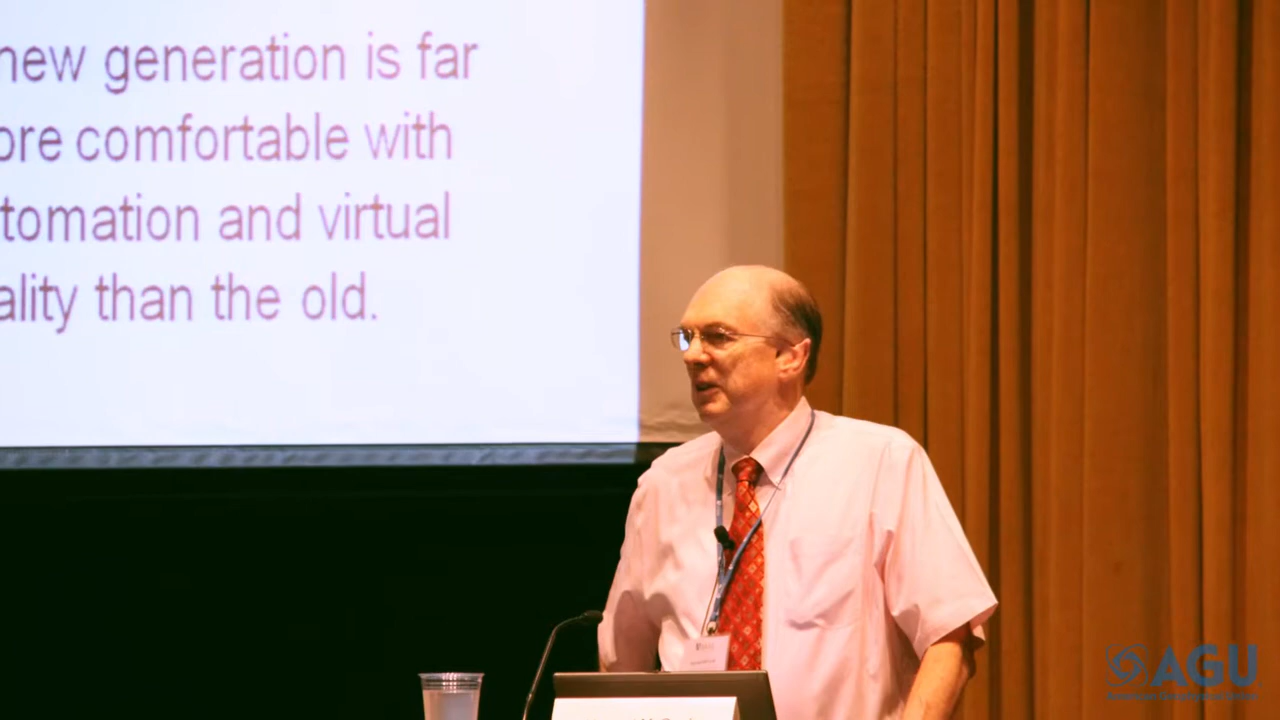 new generation is far
ore comfortable with
tomation and virtual
ality than the old.
AGU